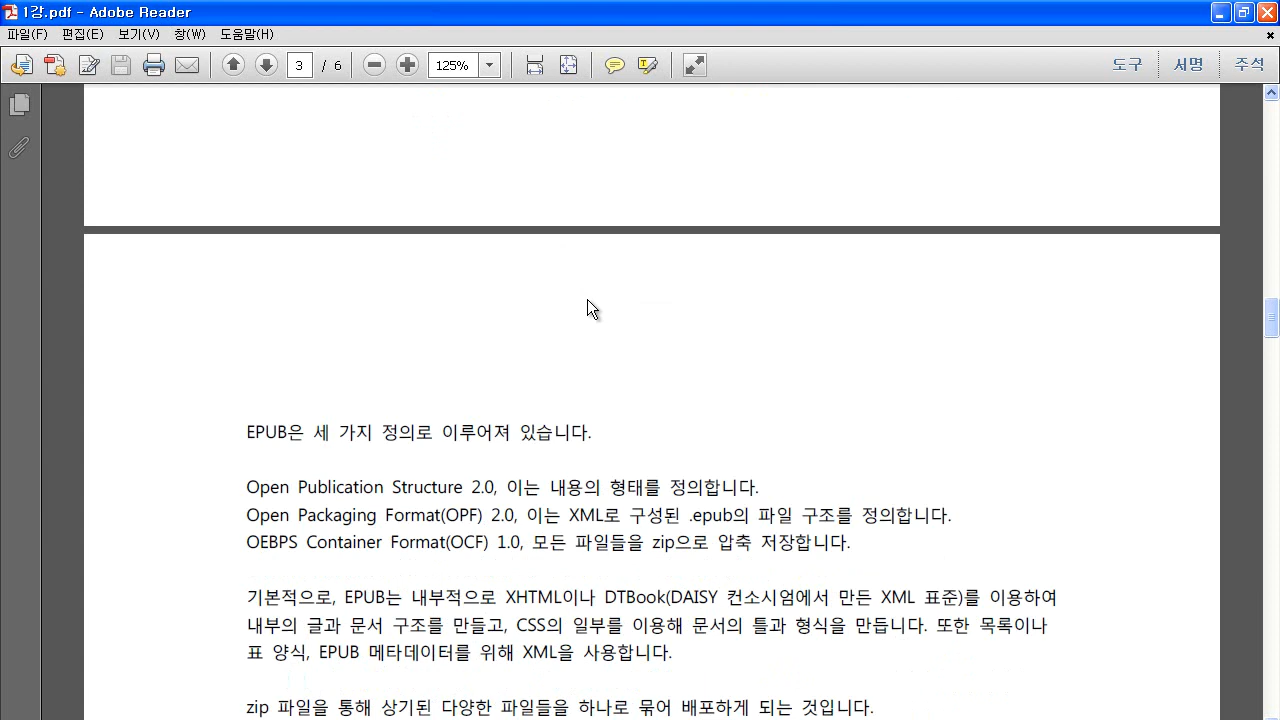 1강.pdf - Adobe Reader
파일(F) 편집(E) 보기(V) 창(W) 도움말(H)
3 / 6 125% 도구 서명 주석
EPUB은 세 가지 정의로 이루어져 있습니다.
Open Publication Structure 2.0, 이는 내용의 형태를 정의합니다.
Open Packaging Format(OPF) 2.0, 이는 XML로 구성된 .epub의 파일 구조를 정의합니다.
OEBPS Container Format(OCF) 1.0, 모든 파일들을 zip으로 압축 저장합니다.
기본적으로, EPUB는 내부적으로 XHTML이나 DTBook(DAISY 컨소시엄에서 만든 XML 표준)를 이용하여
내부의 글과 문서 구조를 만들고, CSS의 일부를 이용해 문서의 틀과 형식을 만듭니다. 또한 목록이나
표 양식, EPUB 메타데이터를 위해 XML을 사용합니다.
zip 파일을 통해 상기된 다양한 파일들을 하나로 묶어 배포하게 되는 것입니다.